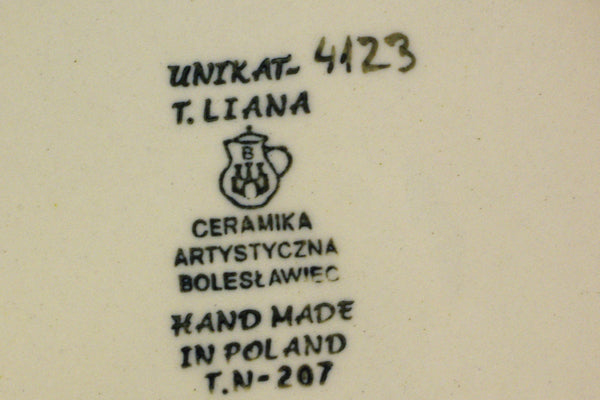 UNIKAT- 4123
T. LIANA
B
CERAMIKA
ARTYSTYCZNA
BOLESŁAWIEC
HAND MADE
IN POLAND
T.N-207